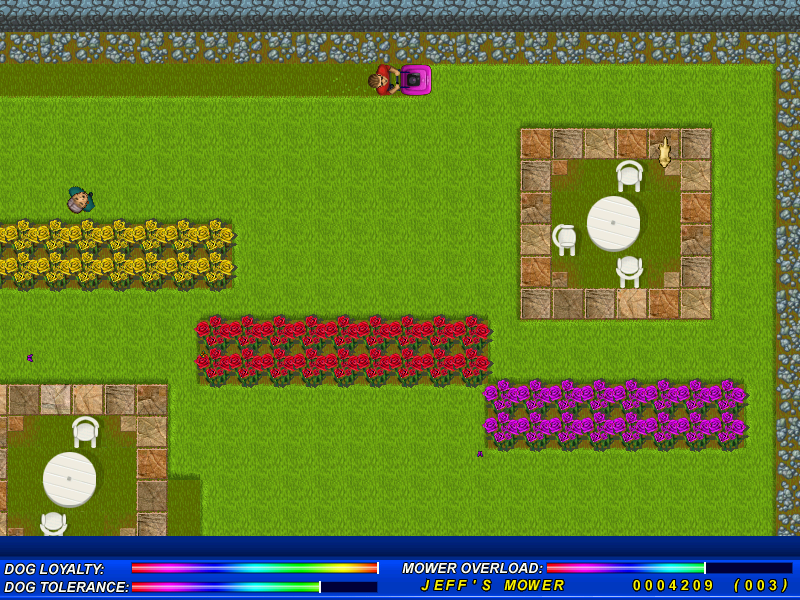 DOG LOYALTY:
MOWER OVERLOAD:
DOG TOLERANCE:
JEFF'S MOWER 0004209 (003)